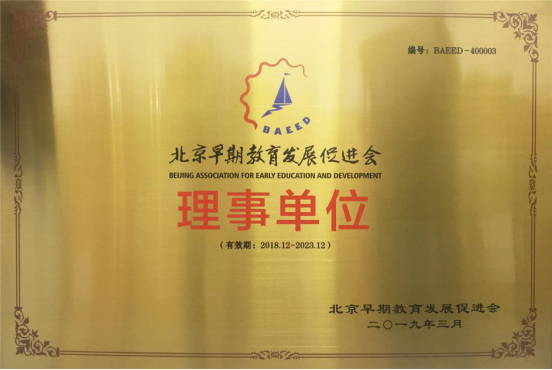 编号：BAEED-400003
BAEED
北京早期教育发展促进会
BEIJING ASSOCIATION FOR EARLY EDUCATION AND DEVELOPMENT
理事单位
（有效期：2018.12-2023.12）
北京早期教育发展促进会
二〇一九年三月